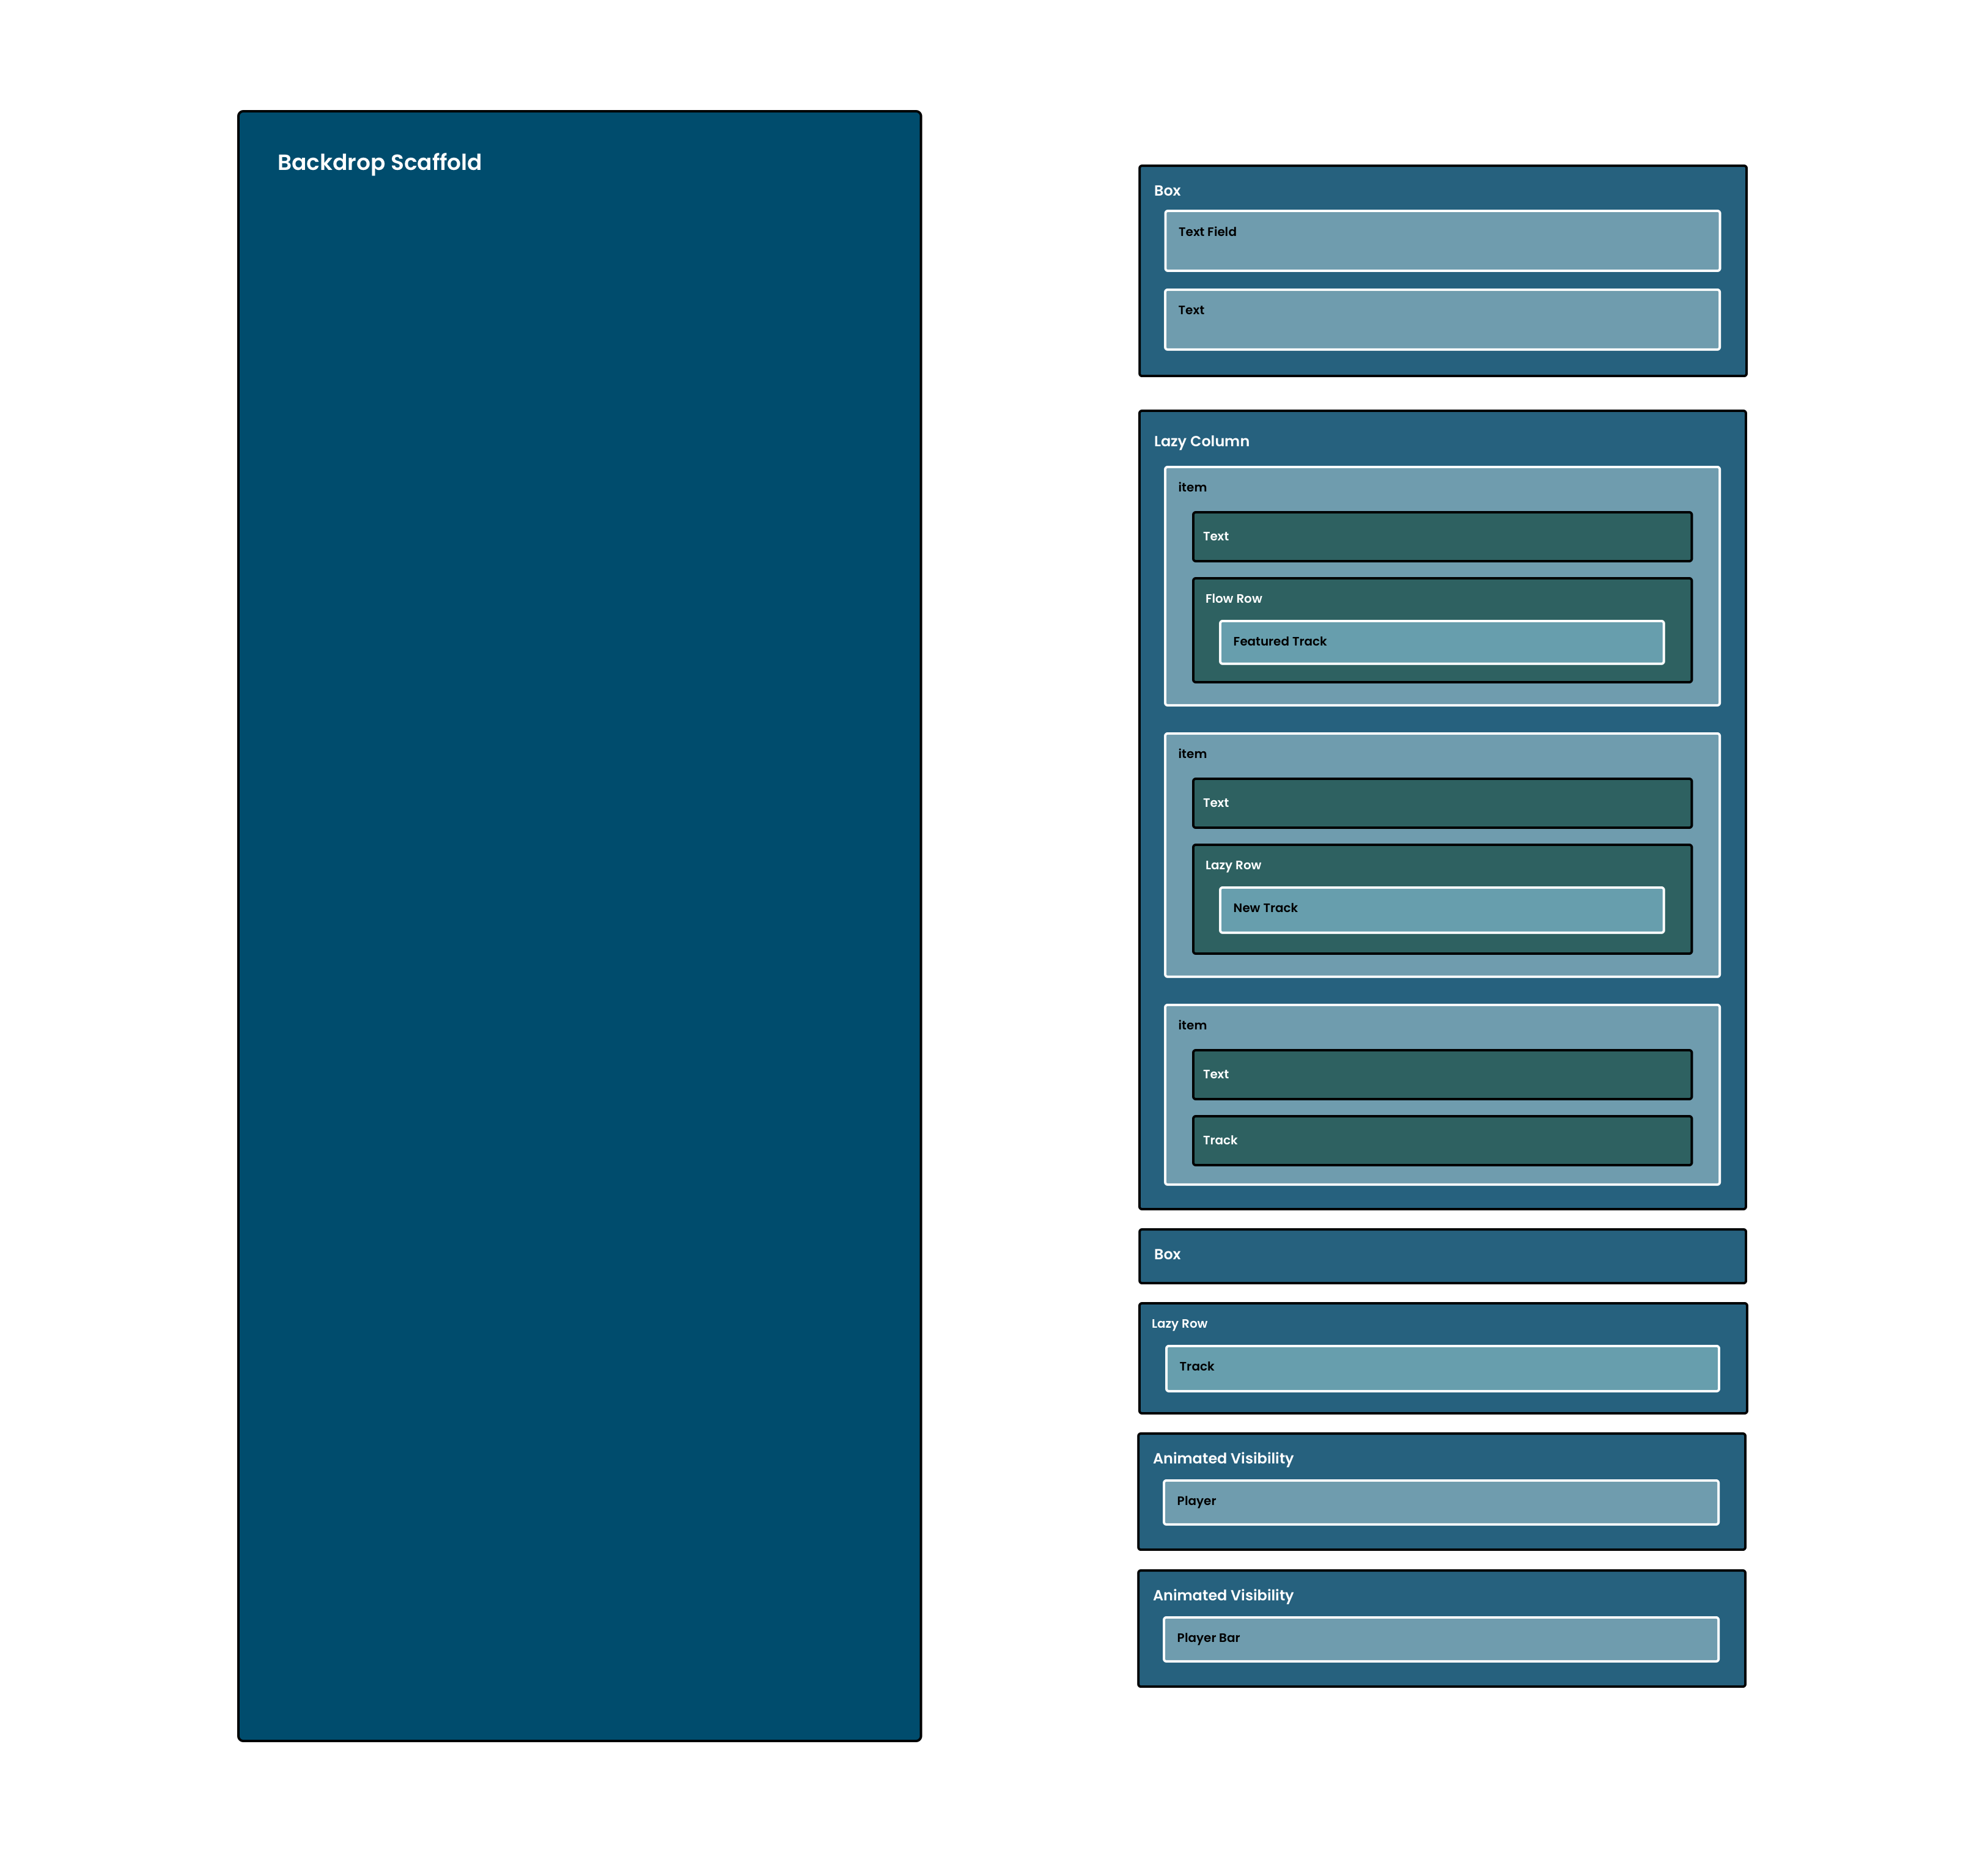 Backdrop Scaffold
Box
Text Field
Text
Lazy Column
item
Text
Flow Row
Featured Track
item
Text
Lazy Row
New Track
item
Text
Track
Box
Lazy Row
Track
Animated Visibility
Player
Animated Visibility
Player Bar